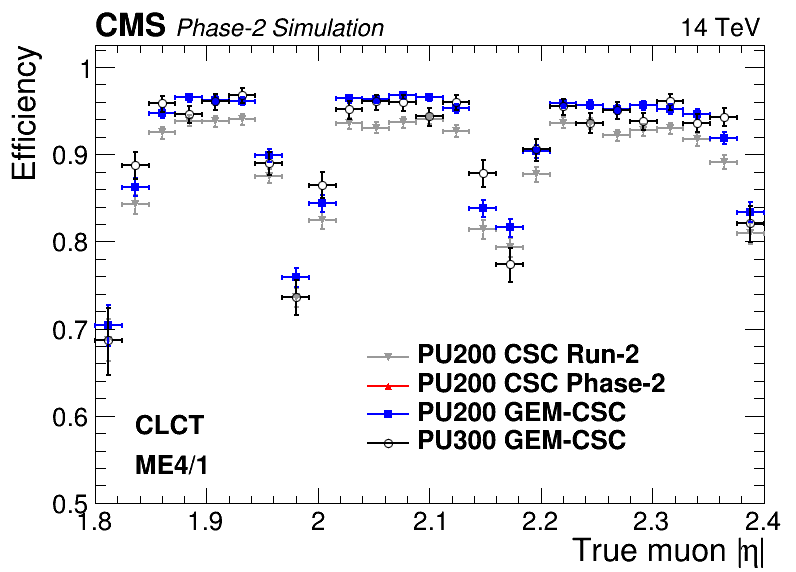 CMS Phase-2 Simulation 14 TeV
Efficiency
1
0.9
0.8
0.7
0.6
0.5
PU200 CSC Run-2
PU200 CSC Phase-2
PU200 GEM-CSC
PU300 GEM-CSC
CLCT
ME4/1
1.8 1.9 2 2.1 2.2 2.3 2.4
True muon |η|